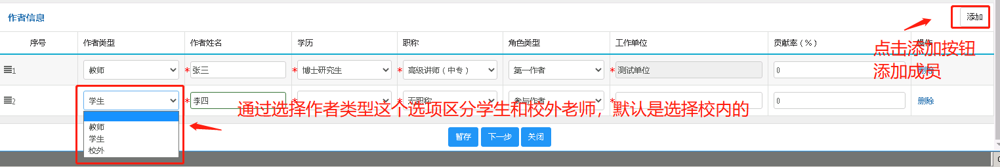 作者信息
添加
序号 作者类型 作者姓名 学历 职称 角色类型 工作单位 贡献率（%） 操作
1 教师 *张三 *博士研究生 高级讲师（中专） 第一作者 *测试单位 0 删除
2 学生 *李四 * 无职称 参与作者 * 0 删除
教师
学生
校外
暂存 下一步 关闭
点击添加按钮
添加成员
通过选择作者类型这个选项区分学生和校外老师，默认是选择校内的